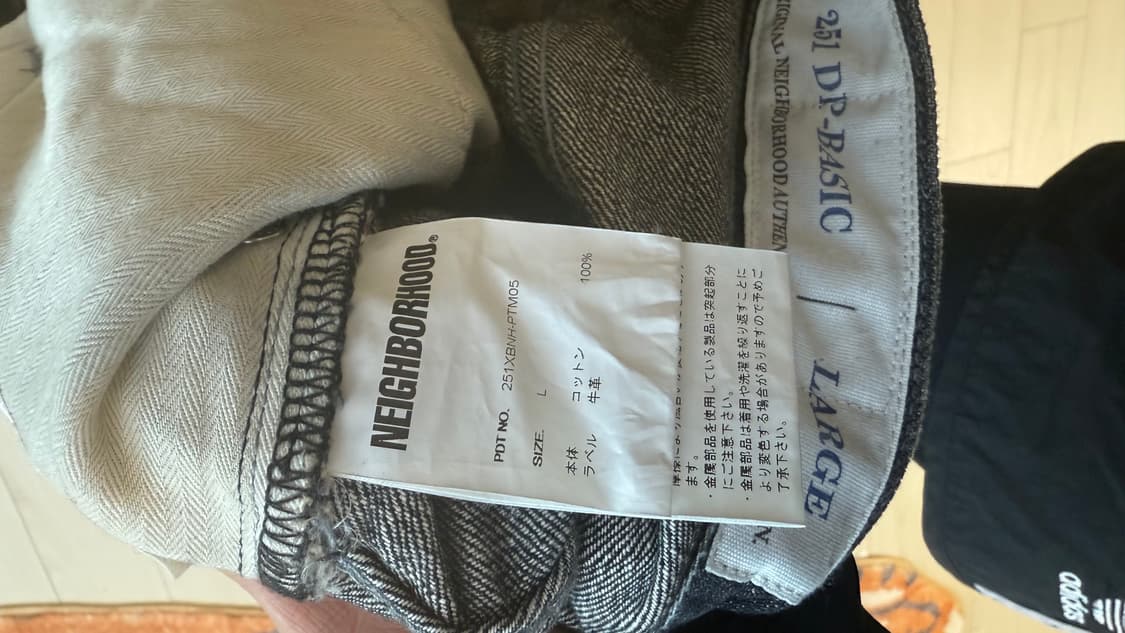 NEIGHBORHOOD®
PDT NO. 251XBNH-PTM05
SIZE. L
本体 コットン 100%
ラベル 牛革
ます。
・金属部品を使用している製品は突起部分
にご注意下さい。
・金属部品は着用や洗濯を繰り返すことに
より変色する場合がありますので予めご
了承下さい。
NEIGHBORHOOD AUTHEN
251 DP-BASIC
LARGE
adidas